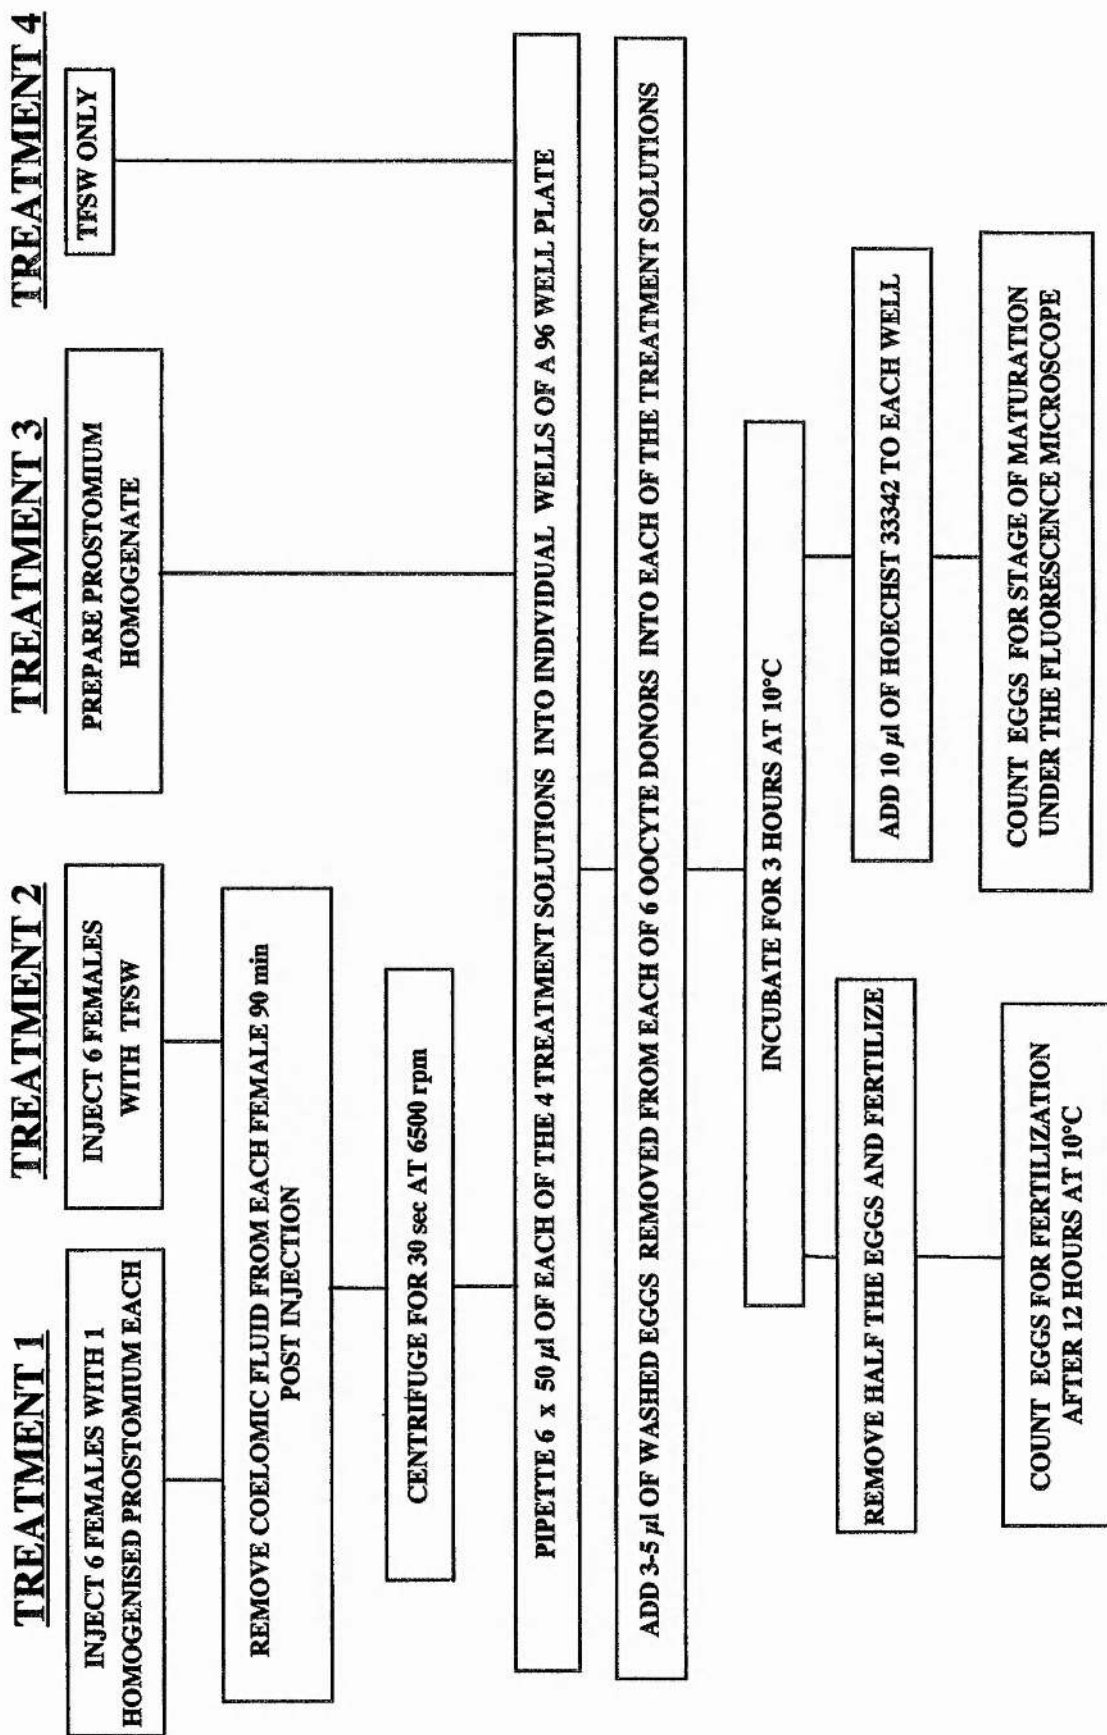 TREATMENT 1
INJECT 6 FEMALES WITH 1
HOMOGENISED PROSTOMIUM EACH
TREATMENT 2
INJECT 6 FEMALES
WITH TFSW
TREATMENT 3
PREPARE PROSTOMIUM
HOMOGENATE
TREATMENT 4
TFSW ONLY
REMOVE COELOMIC FLUID FROM EACH FEMALE 90 min
POST INJECTION
CENTRIFUGE FOR 30 sec AT 6500 rpm
PIPETTE 6 x 50 µl OF EACH OF THE 4 TREATMENT SOLUTIONS INTO INDIVIDUAL WELLS OF A 96 WELL PLATE
ADD 3-5 µl OF WASHED EGGS REMOVED FROM EACH OF 6 OOCYTE DONORS INTO EACH OF THE TREATMENT SOLUTIONS
INCUBATE FOR 3 HOURS AT 10°C
REMOVE HALF THE EGGS AND FERTILIZE
ADD 10 µl OF HOECHST 33342 TO EACH WELL
COUNT EGGS FOR FERTILIZATION
AFTER 12 HOURS AT 10°C
COUNT EGGS FOR STAGE OF MATURATION
UNDER THE FLUORESCENCE MICROSCOPE